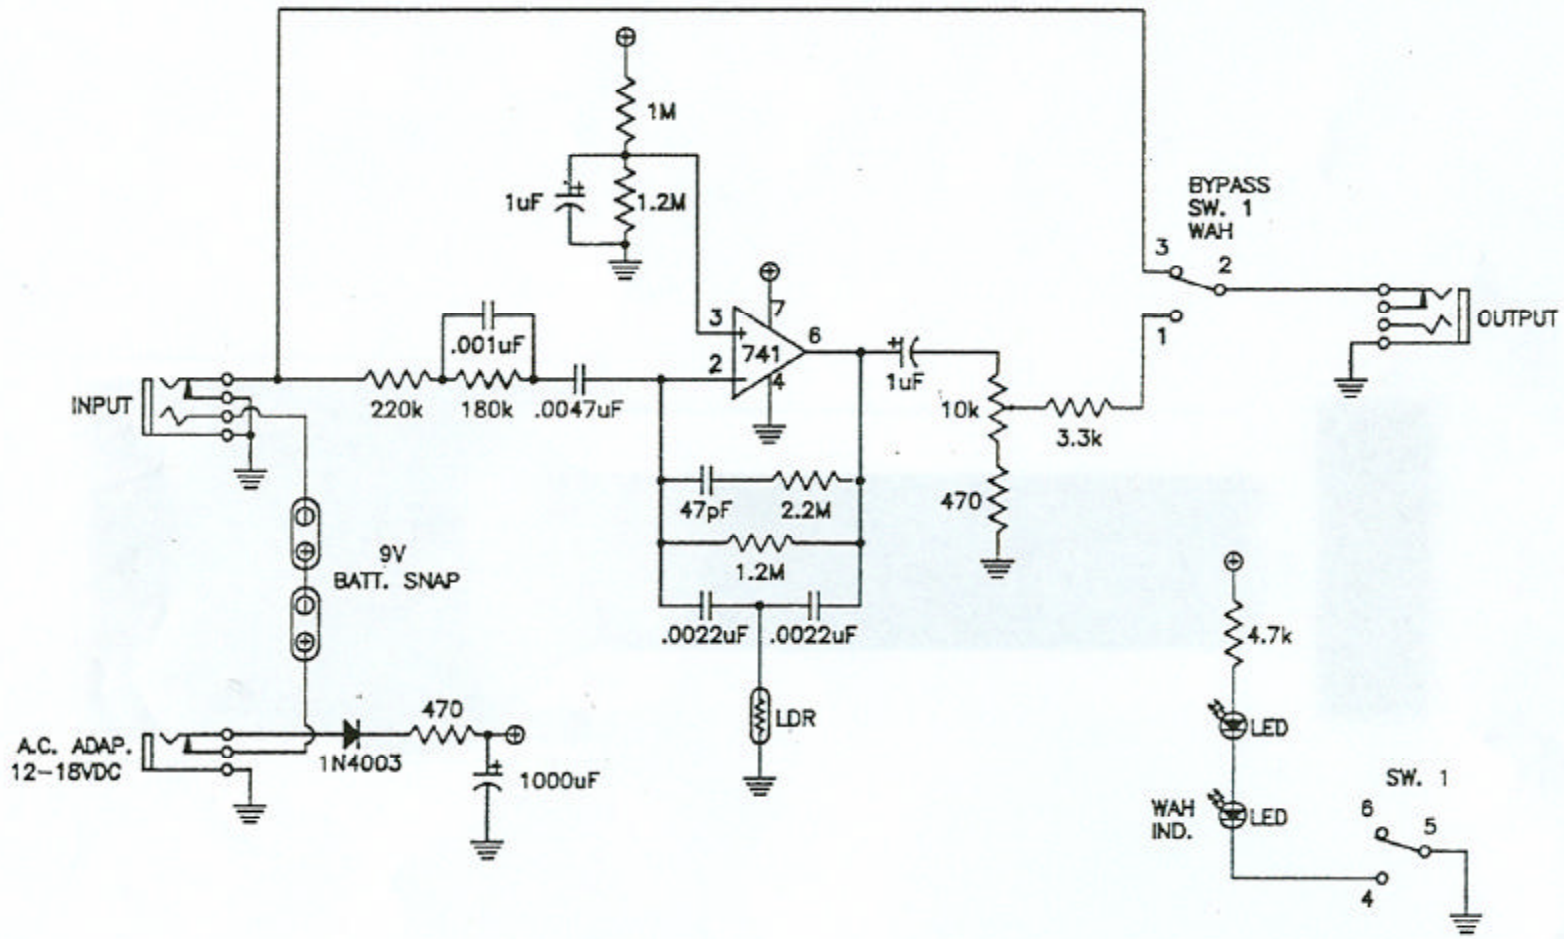 1M
1uF
1.2M
BYPASS
SW. 1
WAH
3
2
1
OUTPUT
7
3
+
741
6
2
-
4
.001uF
INPUT
220k
180k
.0047uF
+
1uF
10k
3.3k
470
47pF
2.2M
1.2M
.0022uF
.0022uF
LDR
9V
BATT. SNAP
A.C. ADAP.
12-18VDC
1N4003
470
+
1000uF
4.7k
LED
WAH
IND.
LED
SW. 1
6
5
4